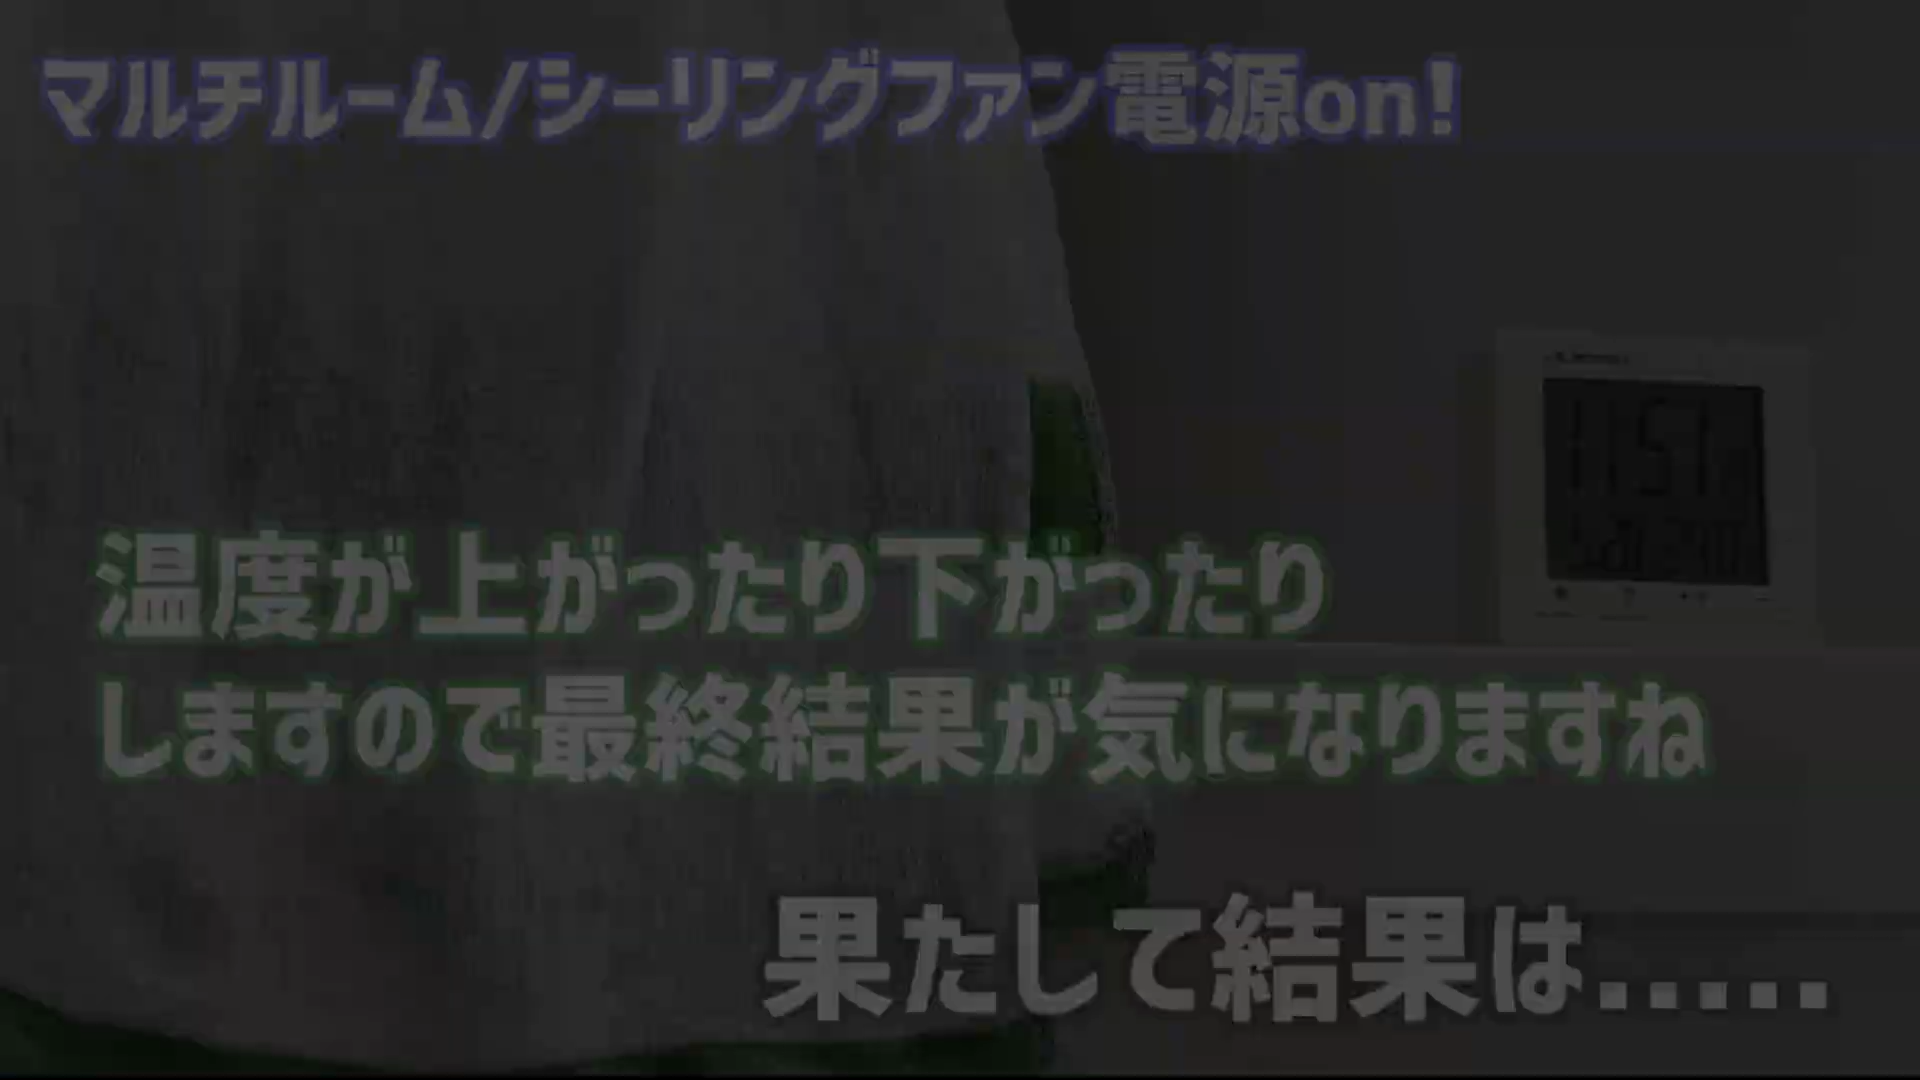 マルチルーム/シーリングファン電源on!
11:51
温度が上がったり下がったり
しますので最終結果が気になりますね
果たして結果は.....